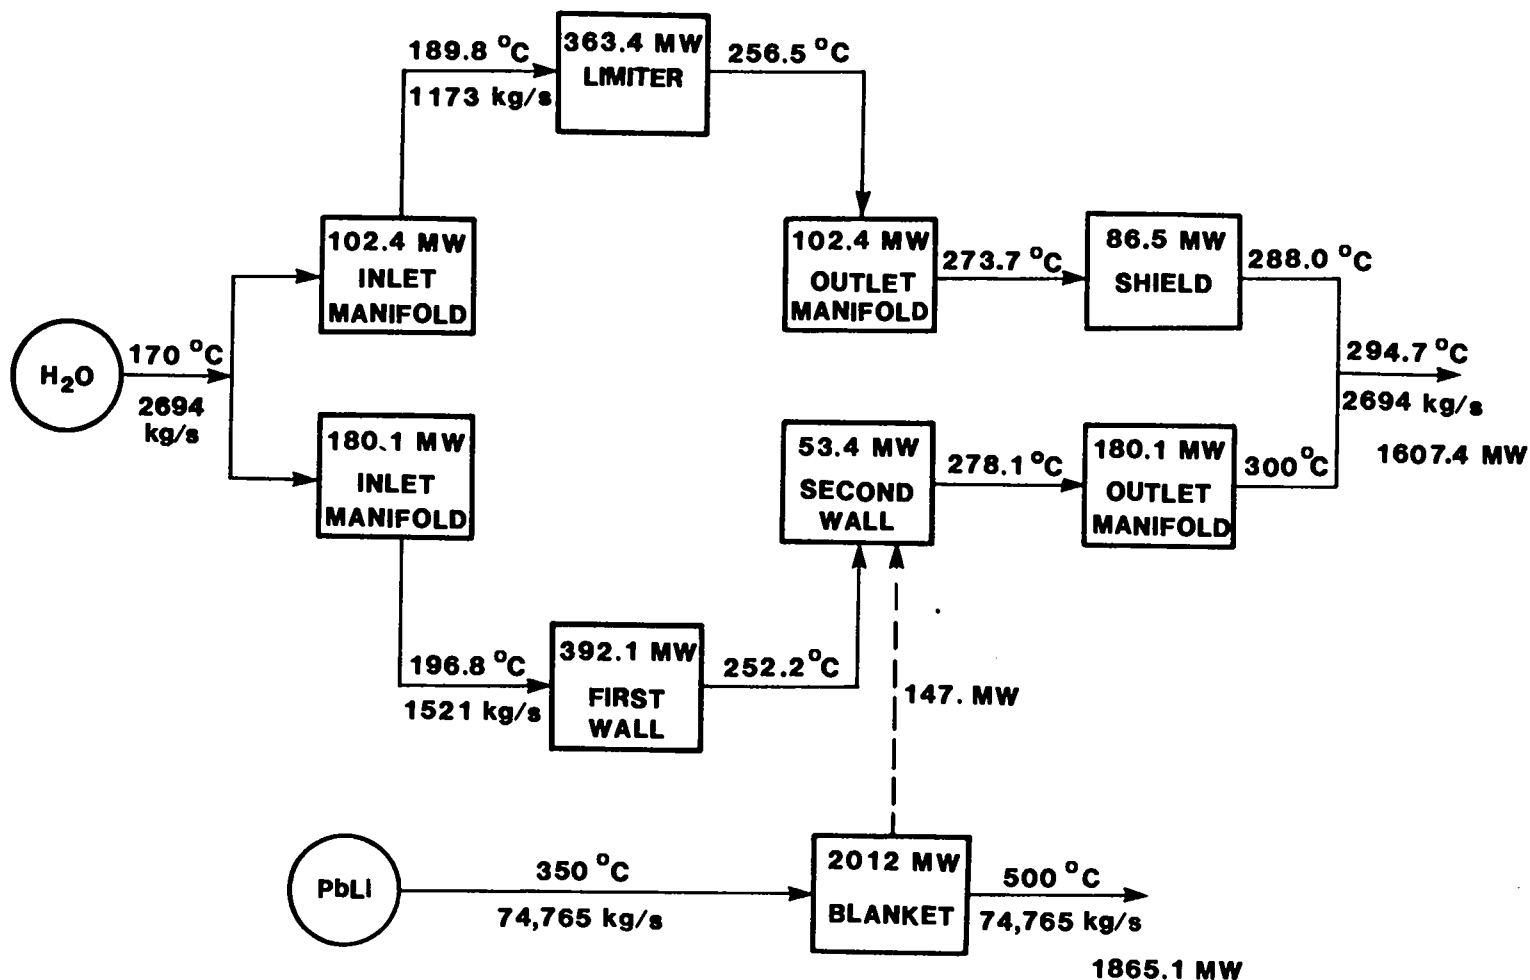 189.8 °C
1173 kg/s
363.4 MW
LIMITER
256.5 °C
102.4 MW
INLET
MANIFOLD
102.4 MW
OUTLET
MANIFOLD
273.7 °C
86.5 MW
SHIELD
288.0 °C
H₂O
170 °C
2694
kg/s
294.7 °C
2694 kg/s
1607.4 MW
180.1 MW
INLET
MANIFOLD
53.4 MW
SECOND
WALL
278.1 °C
180.1 MW
OUTLET
MANIFOLD
300 °C
196.8 °C
1521 kg/s
392.1 MW
FIRST
WALL
252.2 °C
147. MW
PbLi
350 °C
74,765 kg/s
2012 MW
BLANKET
500 °C
74,765 kg/s
1865.1 MW